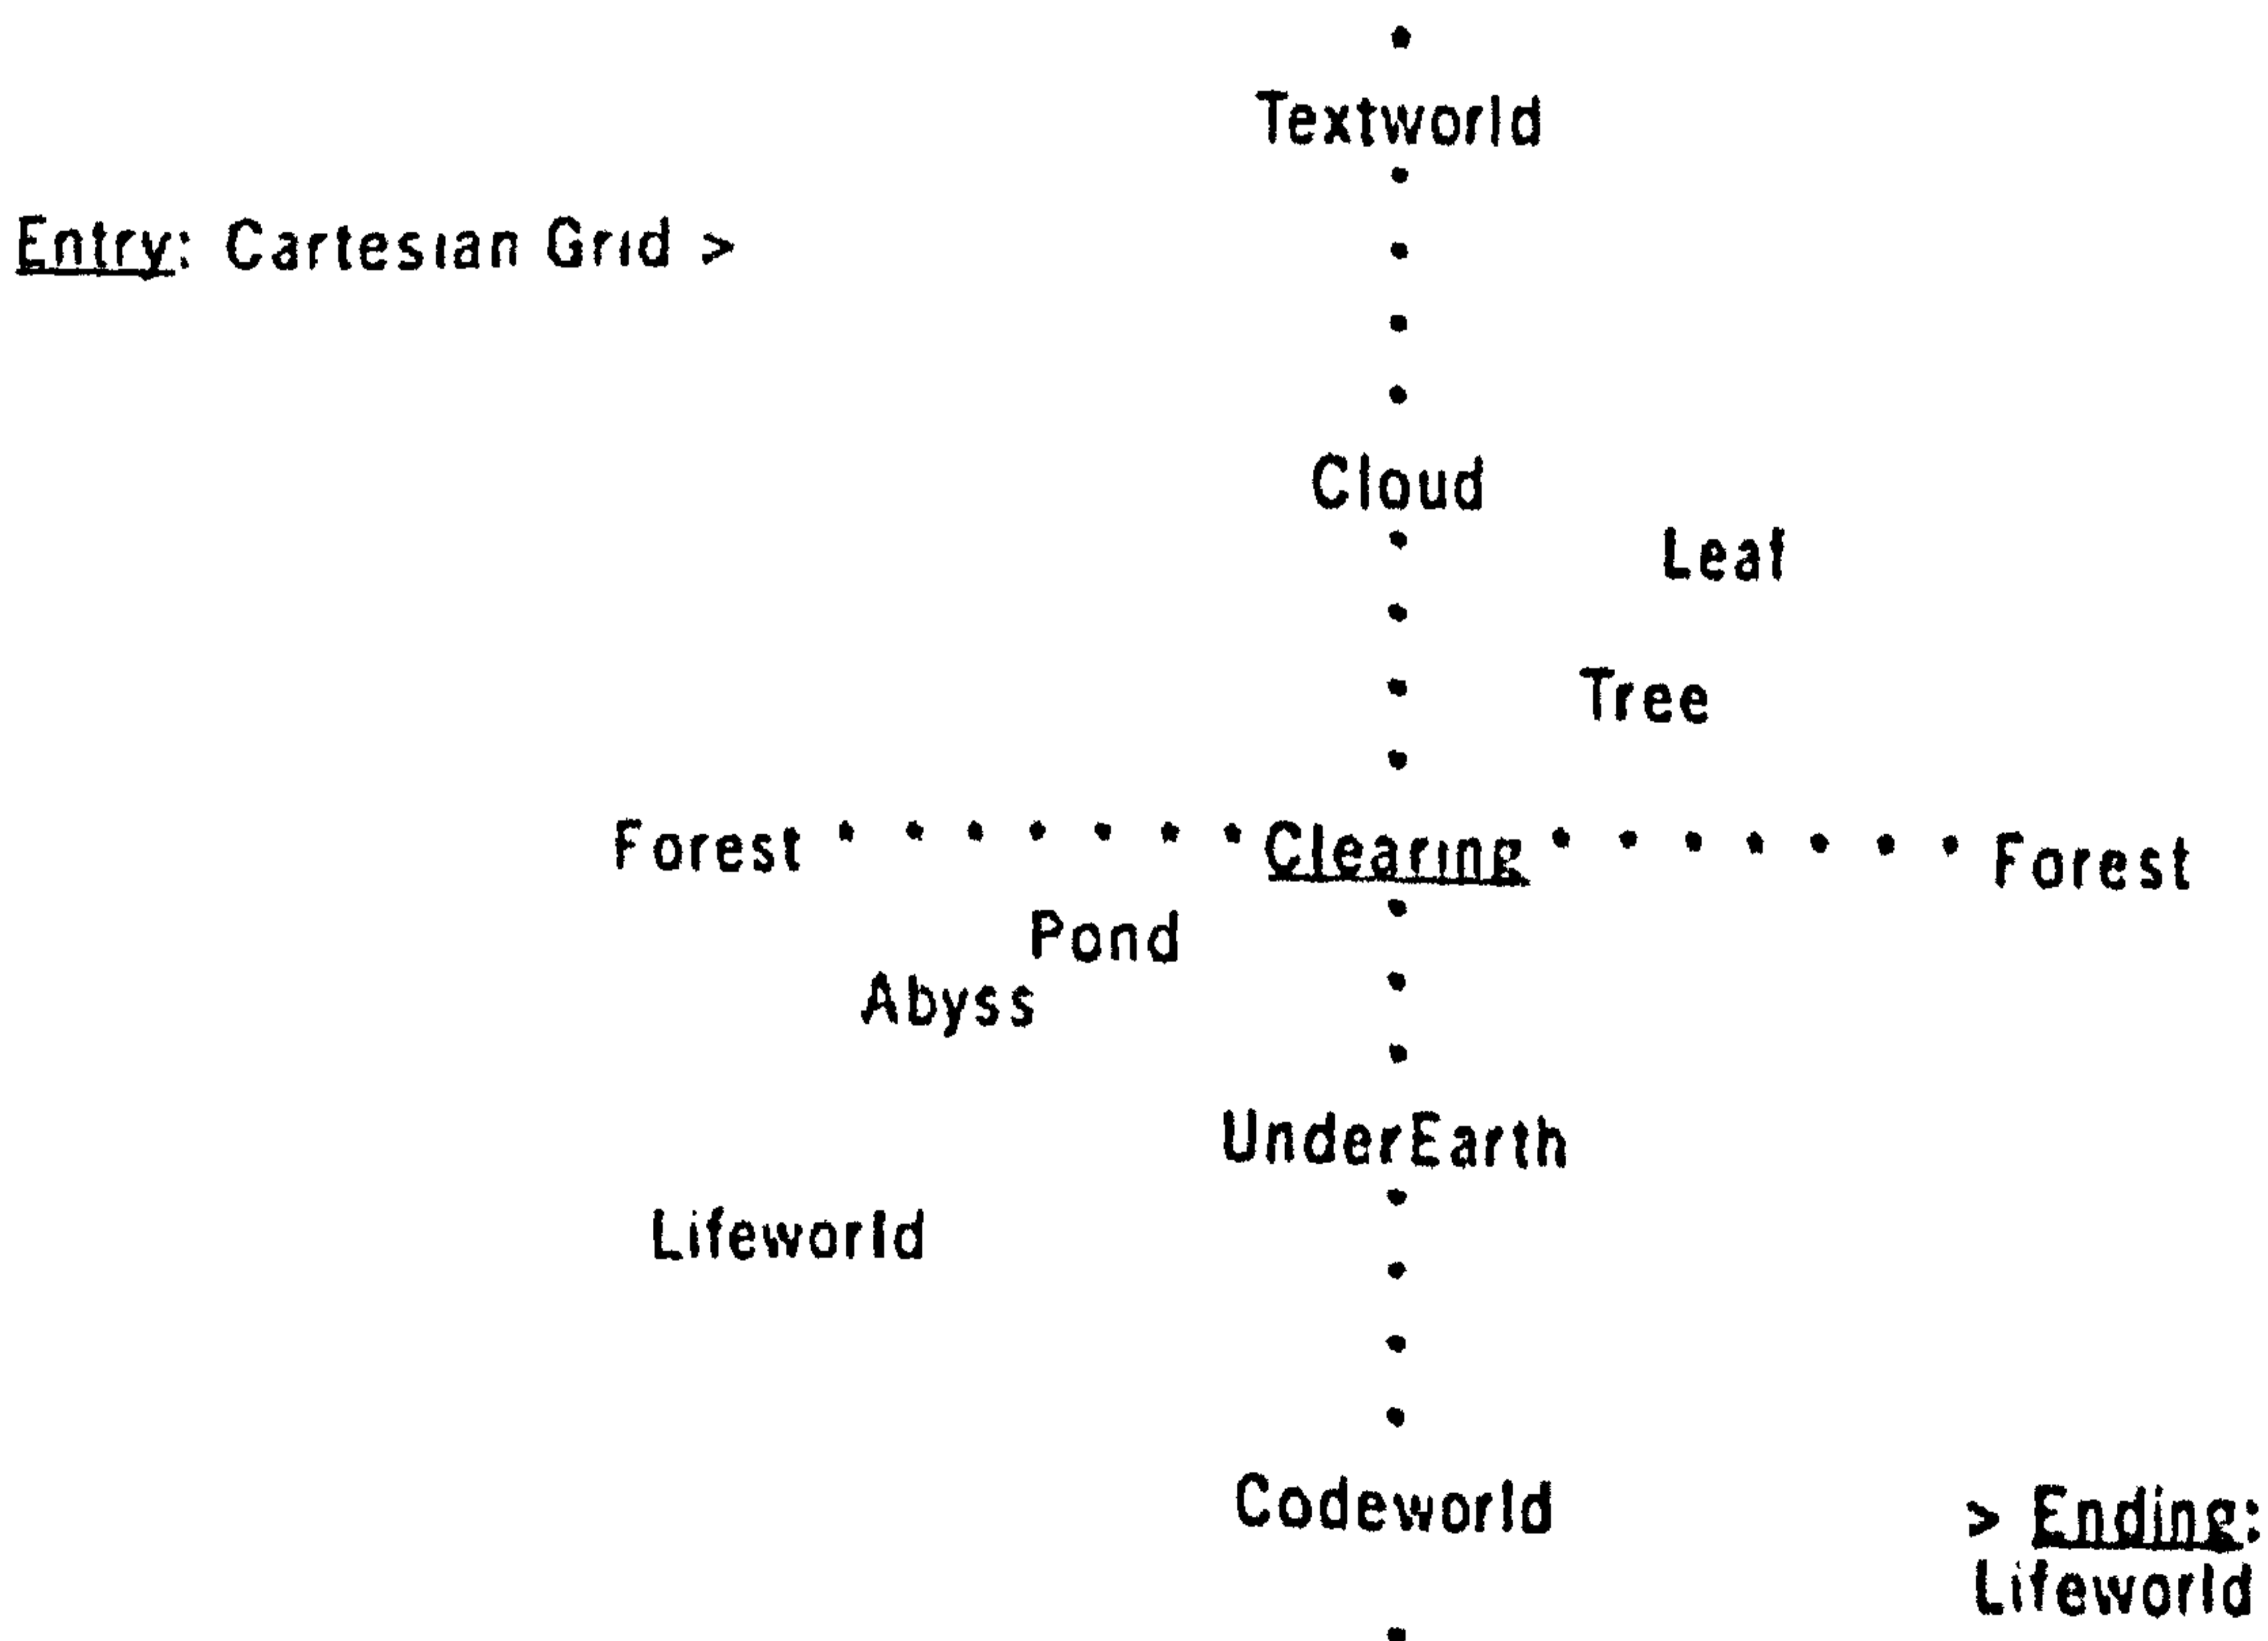 Textworld
Entry: Cartesian Grid >
Cloud
Leaf
Tree
Forest . . . . . . . Clearing . . . . . . . Forest
Pond
Abyss
UnderEarth
Lifeworld
Codeworld
> Ending:
Lifeworld